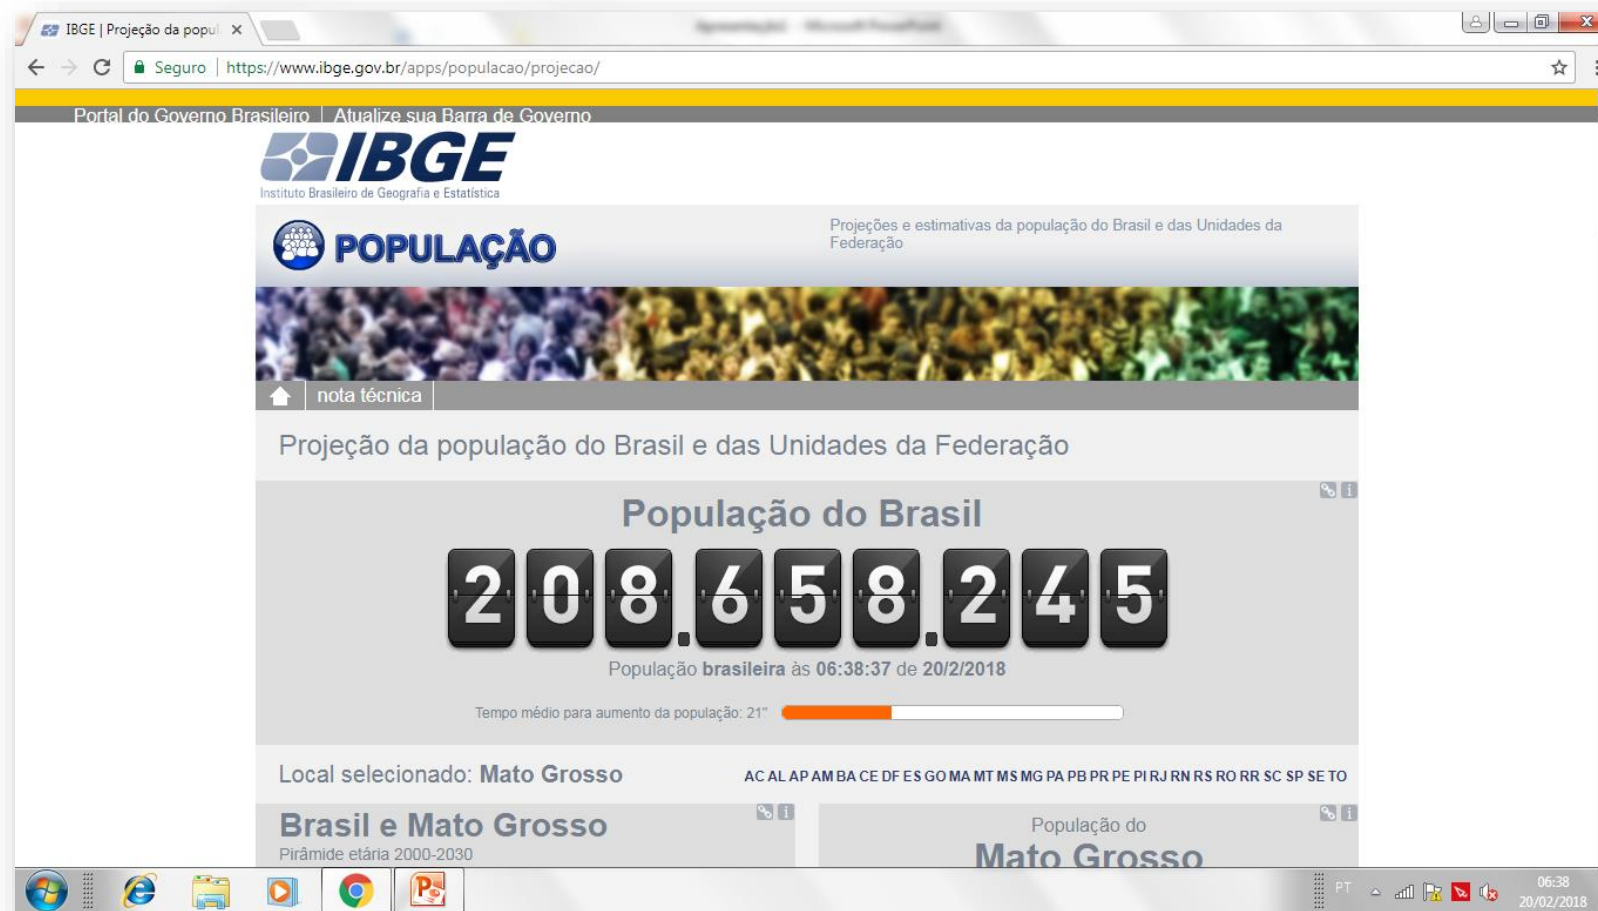 IBGE | Projeção da popul
Seguro | https://www.ibge.gov.br/apps/populacao/projecao/
Portal do Governo Brasileiro | Atualize sua Barra de Governo
IBGE
Instituto Brasileiro de Geografia e Estatística
POPULAÇÃO
Projeções e estimativas da população do Brasil e das Unidades da
Federação
nota técnica
Projeção da população do Brasil e das Unidades da Federação
População do Brasil
208.658.245
População brasileira às 06:38:37 de 20/2/2018
Tempo médio para aumento da população: 21"
Local selecionado: Mato Grosso
AC AL AP AM BA CE DF ES GO MA MT MS MG PA PB PR PE PI RJ RN RS RO RR SC SP SE TO
Brasil e Mato Grosso
Pirâmide etária 2000-2030
População do
Mato Grosso
PT
06:38
20/02/2018